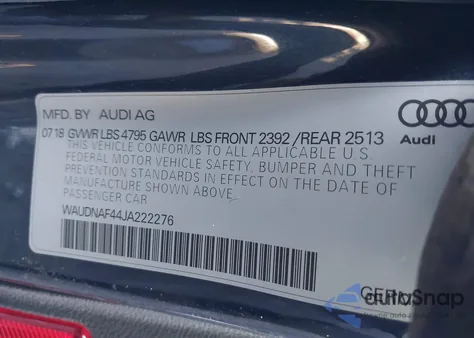 MFD. BY AUDI AG
07 18 GVWR LBS 4795 GAWR LBS FRONT 2392 / REAR 2513
THIS VEHICLE CONFORMS TO ALL APPLICABLE U.S.
FEDERAL MOTOR VEHICLE SAFETY, BUMPER AND THEFT
PREVENTION STANDARDS IN EFFECT ON THE DATE OF
MANUFACTURE SHOWN ABOVE.
PASSENGER CAR
WAUDNAF44JA222276
Audi
autoSnap